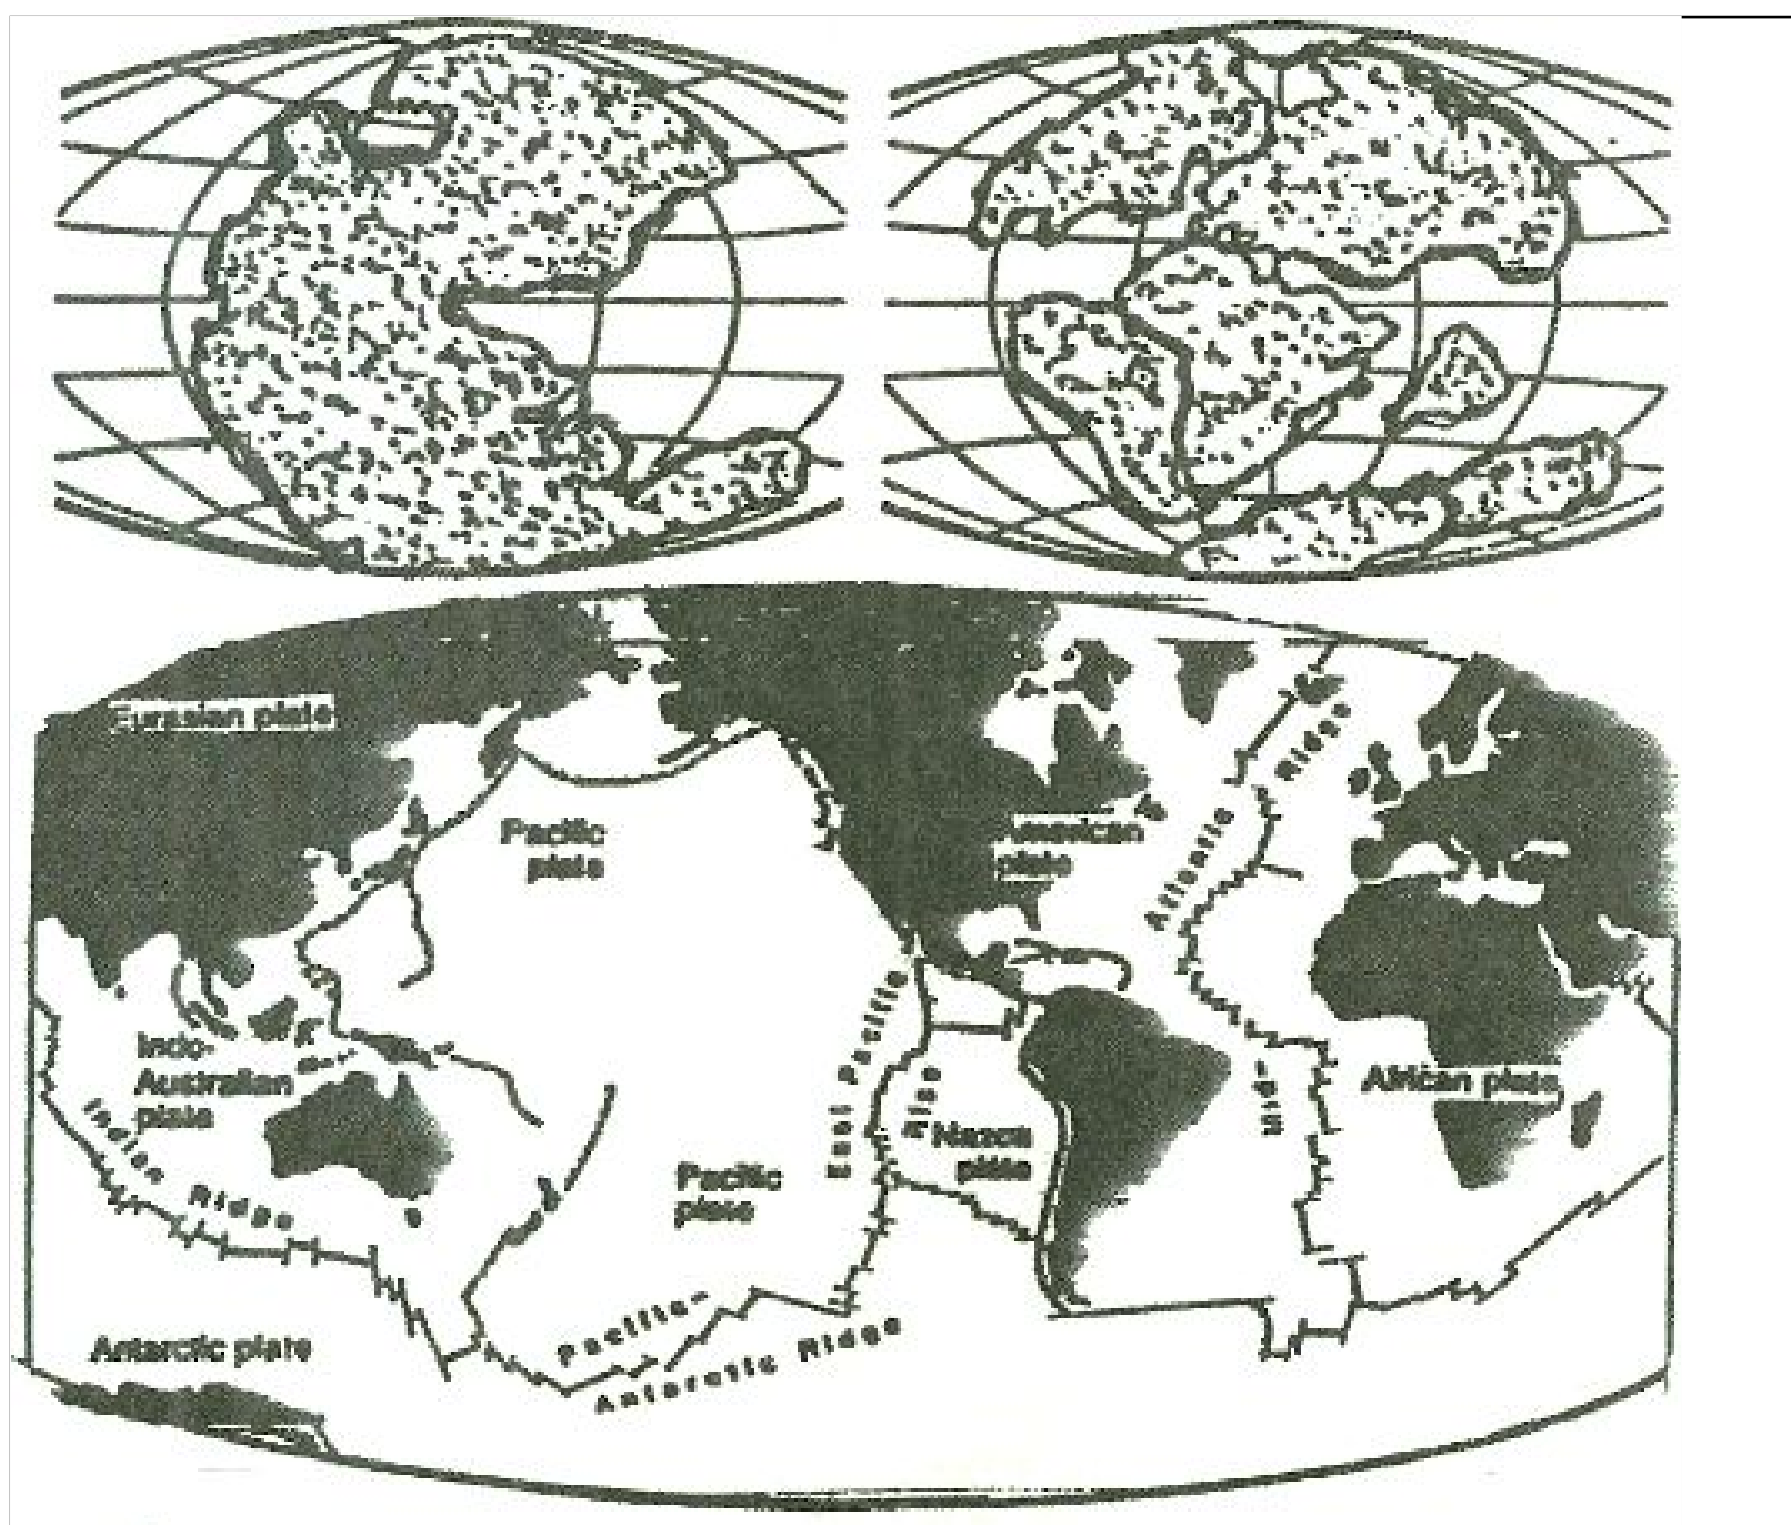 Eurasian plate
Pacific
plate
American
plate
Atlantic
Ridge
Mid-
East Pacific
Rise
Nazca
plate
African plate
Indo-
Australian
plate
Indian Ridge
Pacific
plate
Antarctic plate
Pacific-
Antarctic Ridge